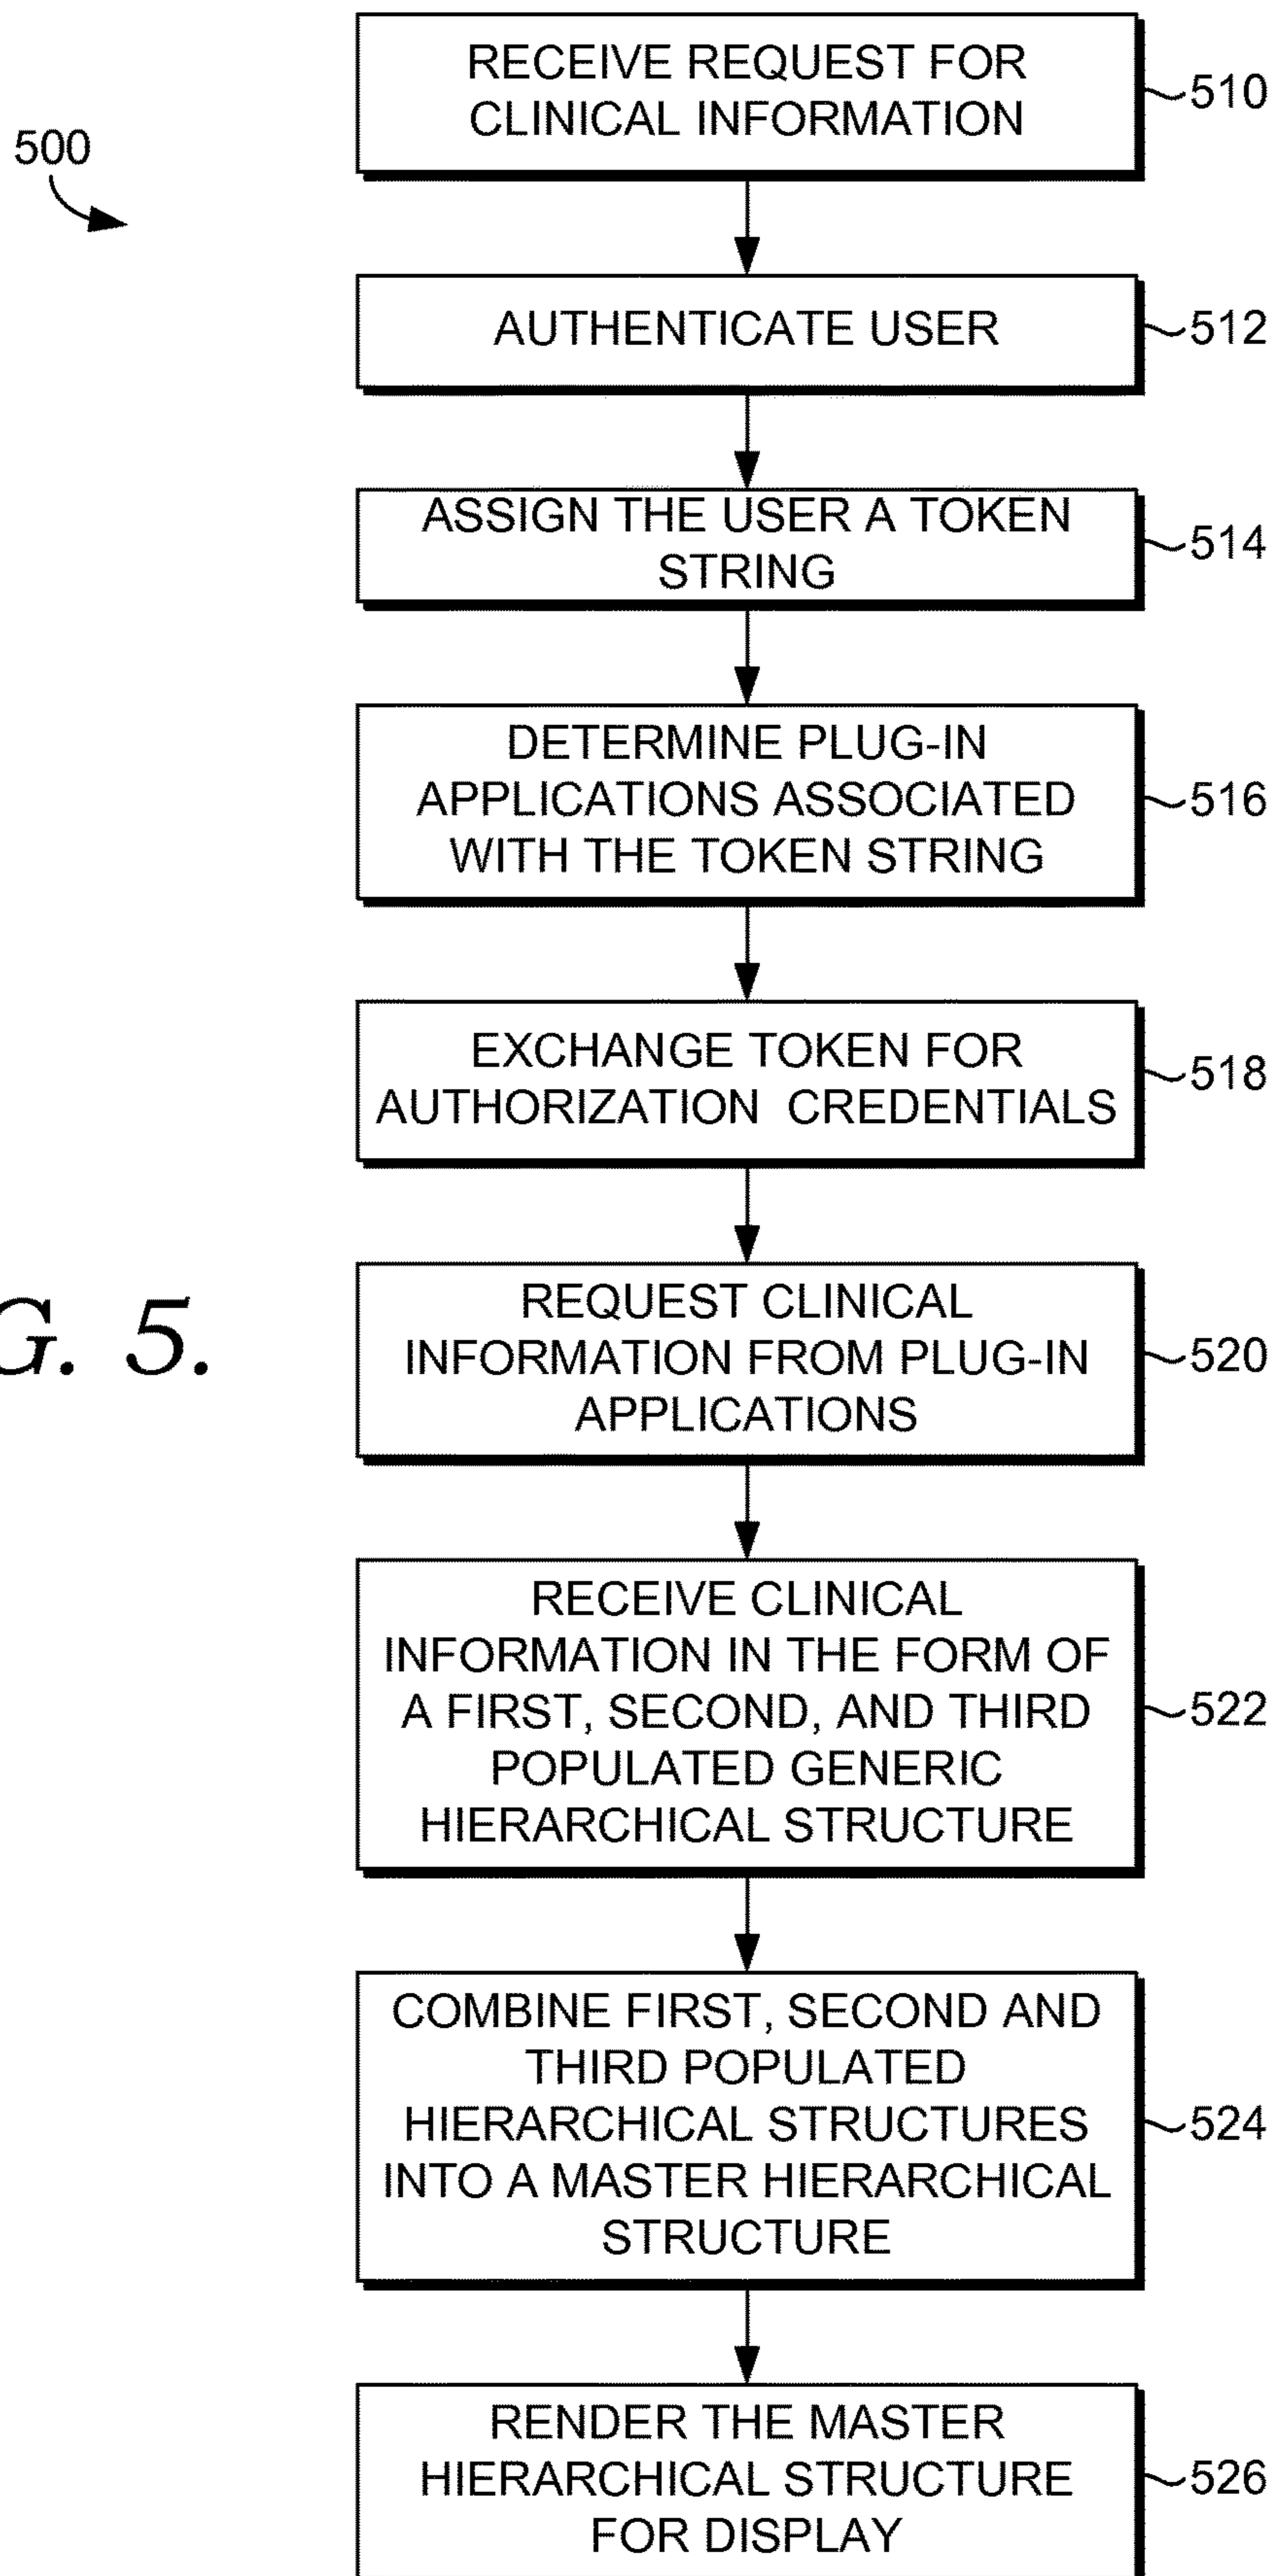 500
RECEIVE REQUEST FOR
CLINICAL INFORMATION
510
AUTHENTICATE USER
512
ASSIGN THE USER A TOKEN
STRING
514
DETERMINE PLUG-IN
APPLICATIONS ASSOCIATED
WITH THE TOKEN STRING
516
EXCHANGE TOKEN FOR
AUTHORIZATION CREDENTIALS
518
REQUEST CLINICAL
INFORMATION FROM PLUG-IN
APPLICATIONS
520
G. 5.
RECEIVE CLINICAL
INFORMATION IN THE FORM OF
A FIRST, SECOND, AND THIRD
POPULATED GENERIC
HIERARCHICAL STRUCTURE
522
COMBINE FIRST, SECOND AND
THIRD POPULATED
HIERARCHICAL STRUCTURES
INTO A MASTER HIERARCHICAL
STRUCTURE
524
RENDER THE MASTER
HIERARCHICAL STRUCTURE
FOR DISPLAY
526